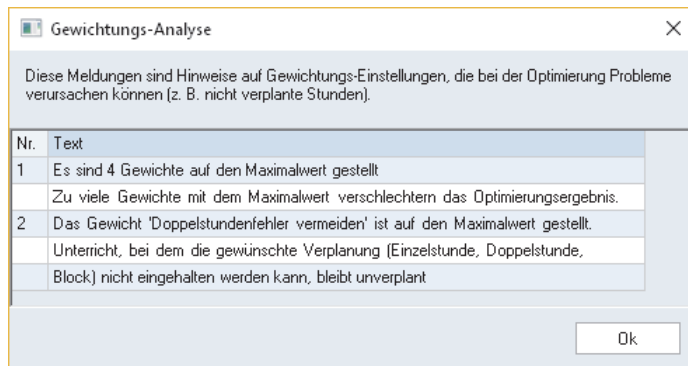 Gewichtungs-Analyse
Diese Meldungen sind Hinweise auf Gewichtungs-Einstellungen, die bei der Optimierung Probleme
verursachen können (z. B. nicht verplante Stunden).
Nr. Text
1 Es sind 4 Gewichte auf den Maximalwert gestellt
Zu viele Gewichte mit dem Maximalwert verschlechtern das Optimierungsergebnis.
2 Das Gewicht 'Doppelstundenfehler vermeiden' ist auf den Maximalwert gestellt.
Unterricht, bei dem die gewünschte Verplanung (Einzelstunde, Doppelstunde,
Block) nicht eingehalten werden kann, bleibt unverplant
Ok